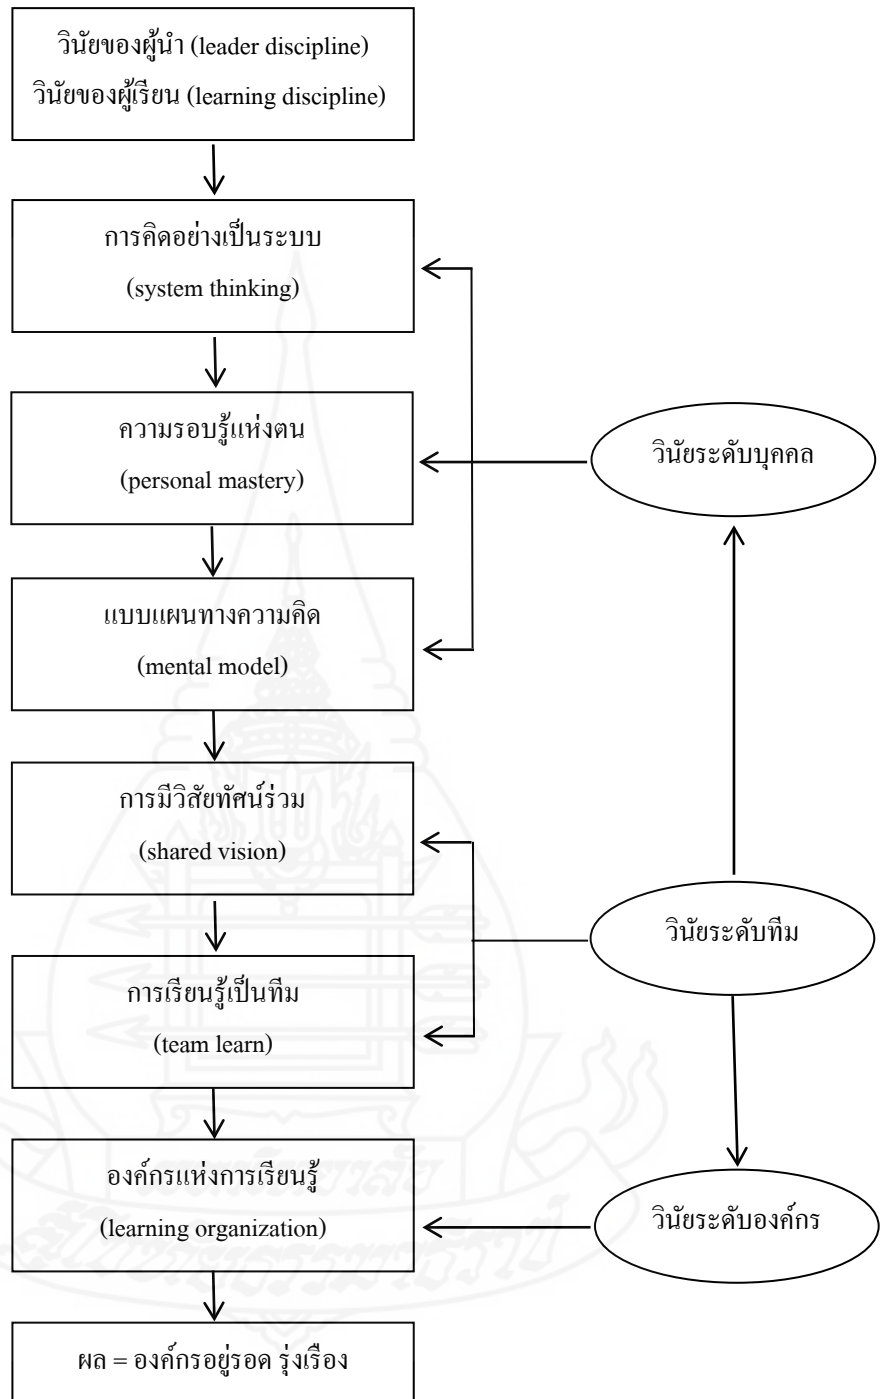 วินัยของผู้นำ (leader discipline)
วินัยของผู้เรียน (learning discipline)
การคิดอย่างเป็นระบบ
(system thinking)
ความรอบรู้แห่งตน
(personal mastery)
วินัยระดับบุคคล
แบบแผนทางความคิด
(mental model)
การมีวิสัยทัศน์ร่วม
(shared vision)
วินัยระดับทีม
การเรียนรู้เป็นทีม
(team learn)
องค์กรแห่งการเรียนรู้
(learning organization)
วินัยระดับองค์กร
ผล = องค์กรอยู่รอด รุ่งเรือง